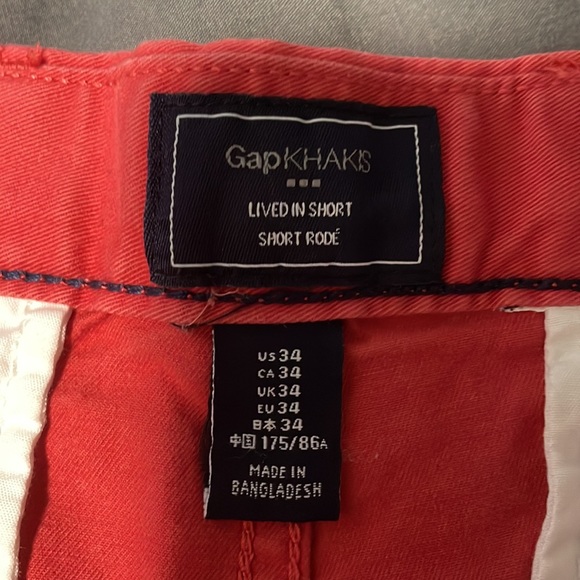 GapKHAKIS
LIVED IN SHORT
SHORT RODÉ
US 34
CA 34
UK 34
EU 34
日本 34
中国 175/86A
MADE IN
BANGLADESH